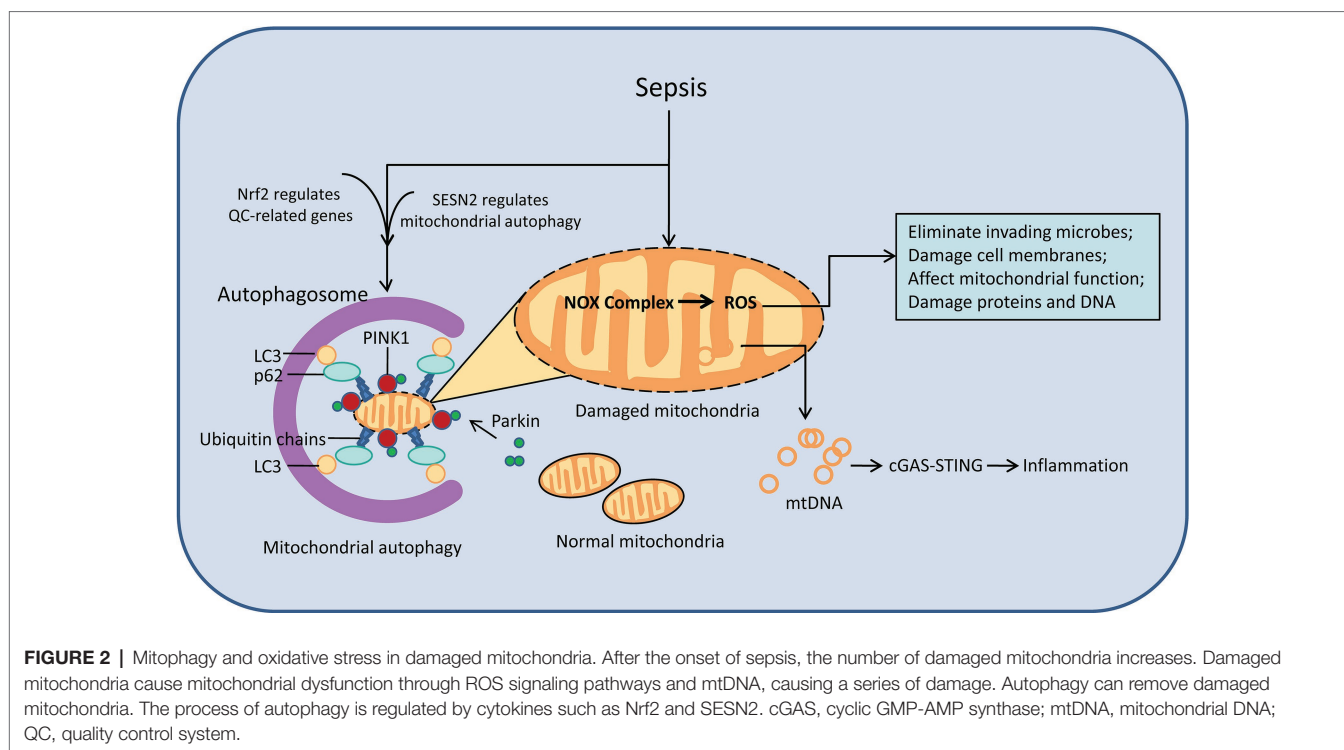 Sepsis
Nrf2 regulates
QC-related genes
SESN2 regulates
mitochondrial autophagy
Eliminate invading microbes;
Damage cell membranes;
Affect mitochondrial function;
Damage proteins and DNA
NOX Complex
ROS
Autophagosome
PINK1
LC3
p62
Damaged mitochondria
Parkin
Ubiquitin chains
LC3
cGAS-STING
Inflammation
mtDNA
Normal mitochondria
Mitochondrial autophagy
FIGURE 2 | Mitophagy and oxidative stress in damaged mitochondria. After the onset of sepsis, the number of damaged mitochondria increases. Damaged
mitochondria cause mitochondrial dysfunction through ROS signaling pathways and mtDNA, causing a series of damage. Autophagy can remove damaged
mitochondria. The process of autophagy is regulated by cytokines such as Nrf2 and SESN2. cGAS, cyclic GMP-AMP synthase; mtDNA, mitochondrial DNA;
QC, quality control system.